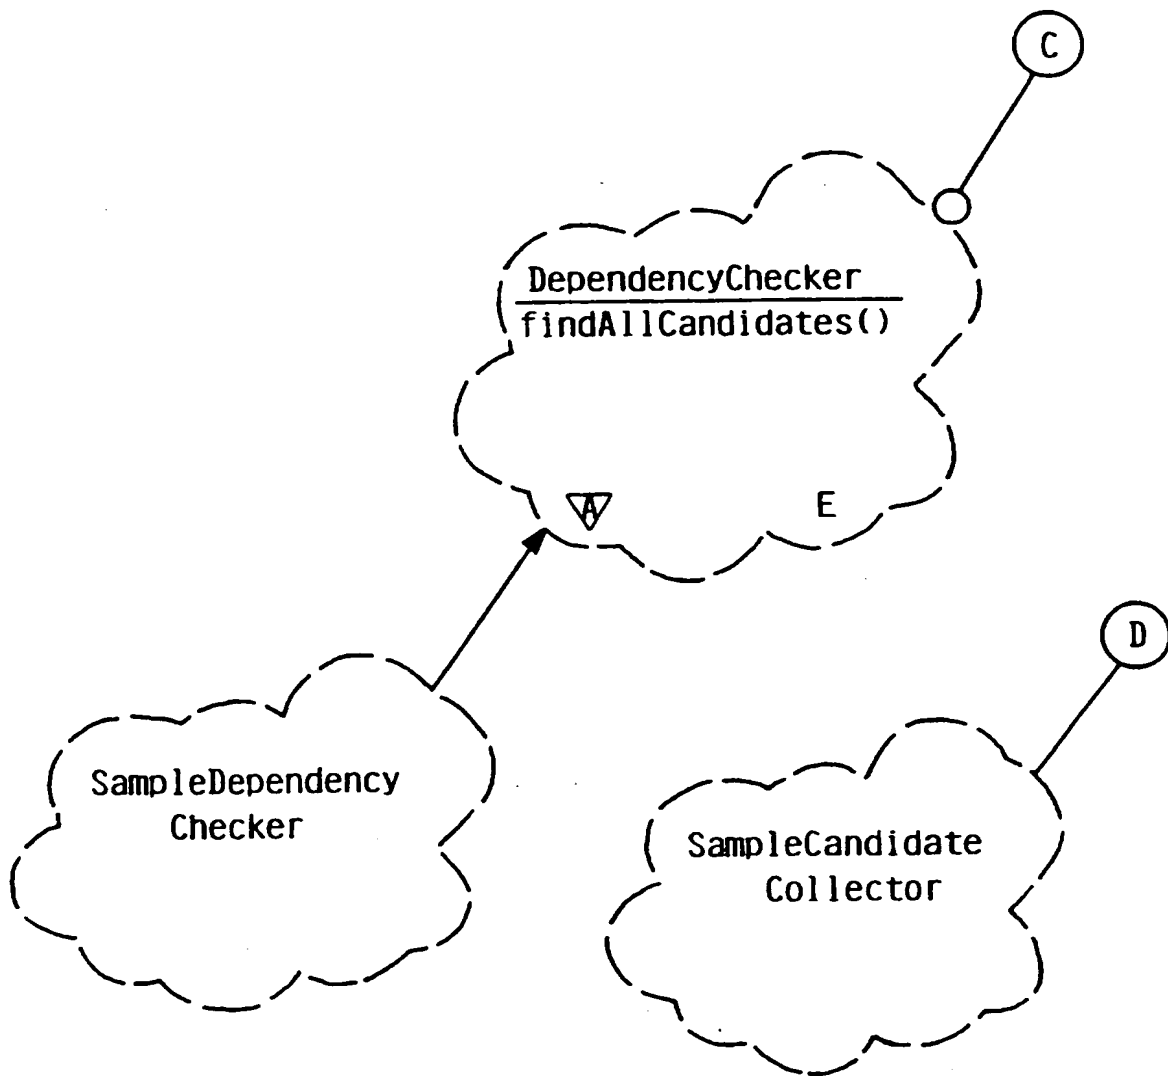 C
DependencyChecker
findAllCandidates()
A
E
D
SampleDependency
Checker
SampleCandidate
Collector